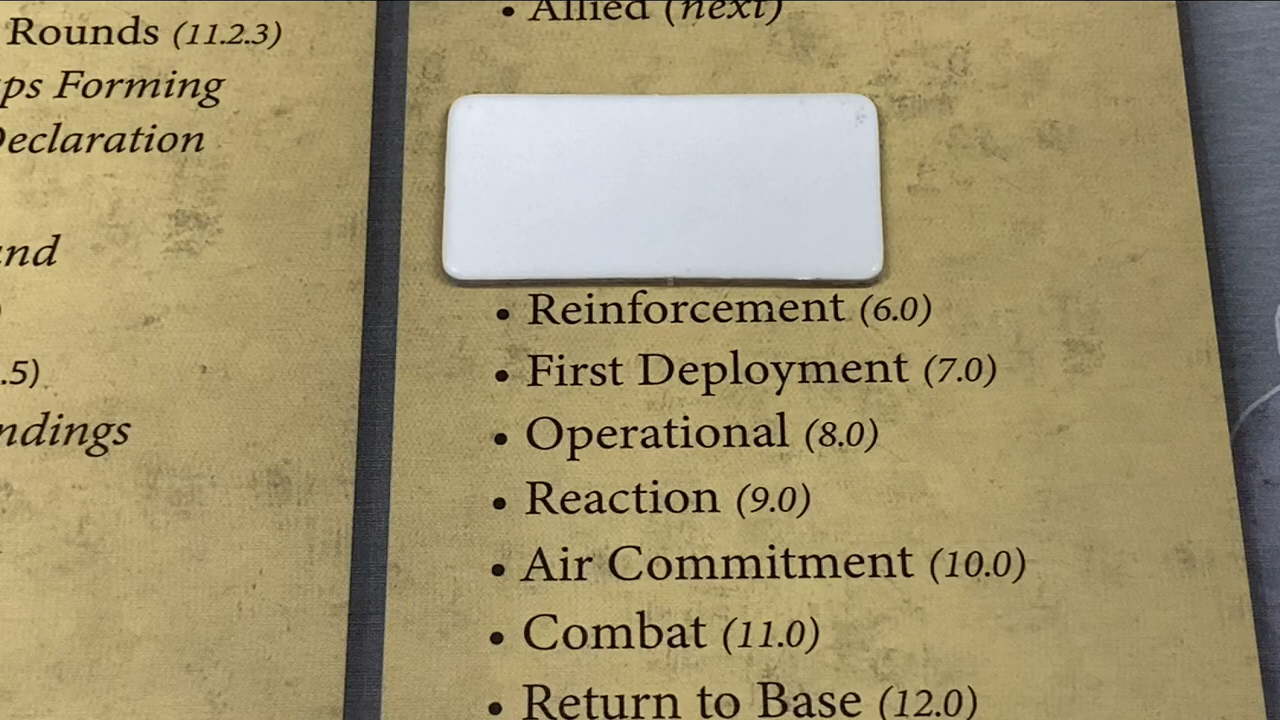 Rounds (11.2.3)
ps Forming
Declaration
nd
.5)
ndings
• Allied (next)
• Reinforcement (6.0)
• First Deployment (7.0)
• Operational (8.0)
• Reaction (9.0)
• Air Commitment (10.0)
• Combat (11.0)
• Return to Base (12.0)